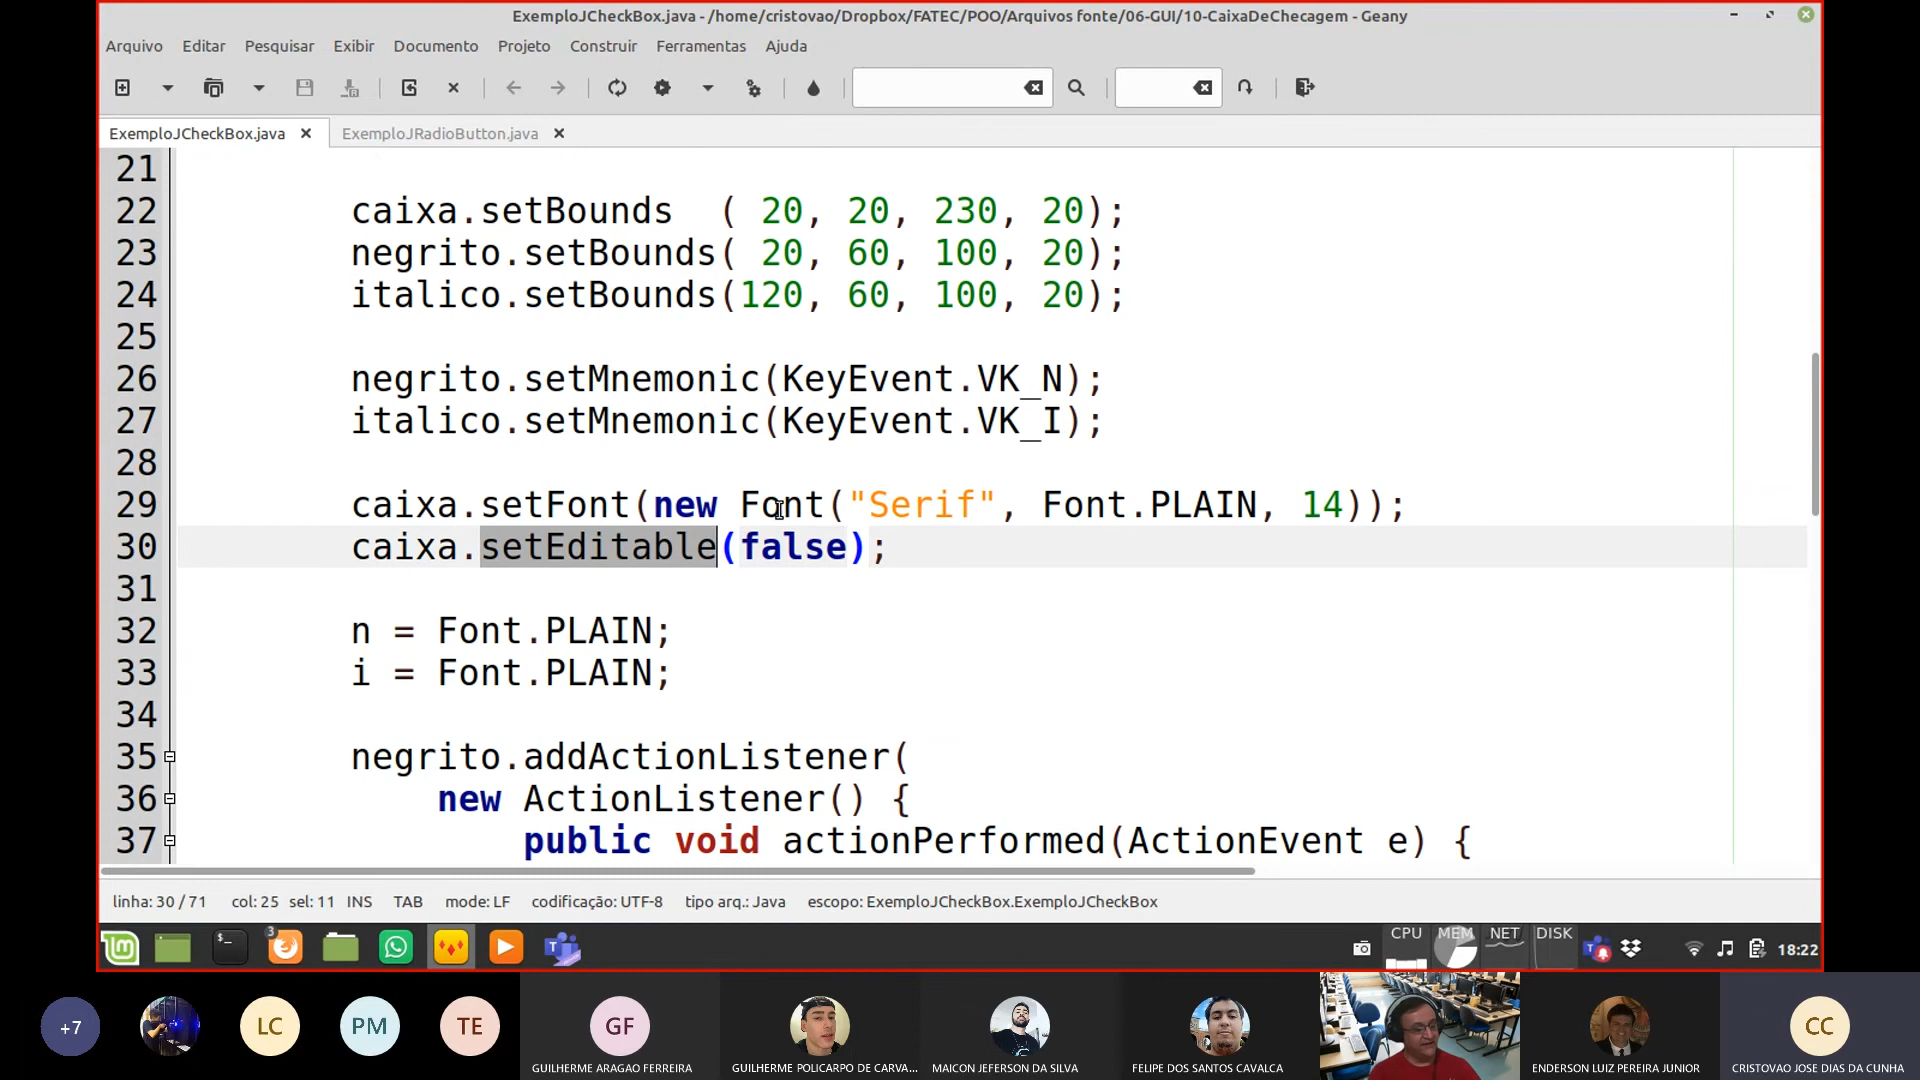 ExemploJCheckBox.java - /home/cristovao/Dropbox/FATEC/POO/Arquivos fonte/06-GUI/10-CaixaDeChecagem - Geany
Arquivo Editar Pesquisar Exibir Documento Projeto Construir Ferramentas Ajuda
ExemploJCheckBox.java ExemploJRadioButton.java
21
22 caixa.setBounds  ( 20, 20, 230, 20);
23 negrito.setBounds( 20, 60, 100, 20);
24 italico.setBounds(120, 60, 100, 20);
25
26 negrito.setMnemonic(KeyEvent.VK_N);
27 italico.setMnemonic(KeyEvent.VK_I);
28
29 caixa.setFont(new Font("Serif", Font.PLAIN, 14));
30 caixa.setEditable(false);
31
32 n = Font.PLAIN;
33 i = Font.PLAIN;
34
35 negrito.addActionListener(
36 new ActionListener() {
37 public void actionPerformed(ActionEvent e) {
linha: 30 / 71 col: 25 sel: 11 INS TAB mode: LF codificação: UTF-8 tipo arq.: Java escopo: ExemploJCheckBox.ExemploJCheckBox
3 CPU MEM NET DISK 18:22
+7 LC PM TE GF CC
GUILHERME ARAGAO FERREIRA GUILHERME POLICARPO DE CARVA... MAICON JEFERSON DA SILVA FELIPE DOS SANTOS CAVALCA ENDERSON LUIZ PEREIRA JUNIOR CRISTOVAO JOSE DIAS DA CUNHA